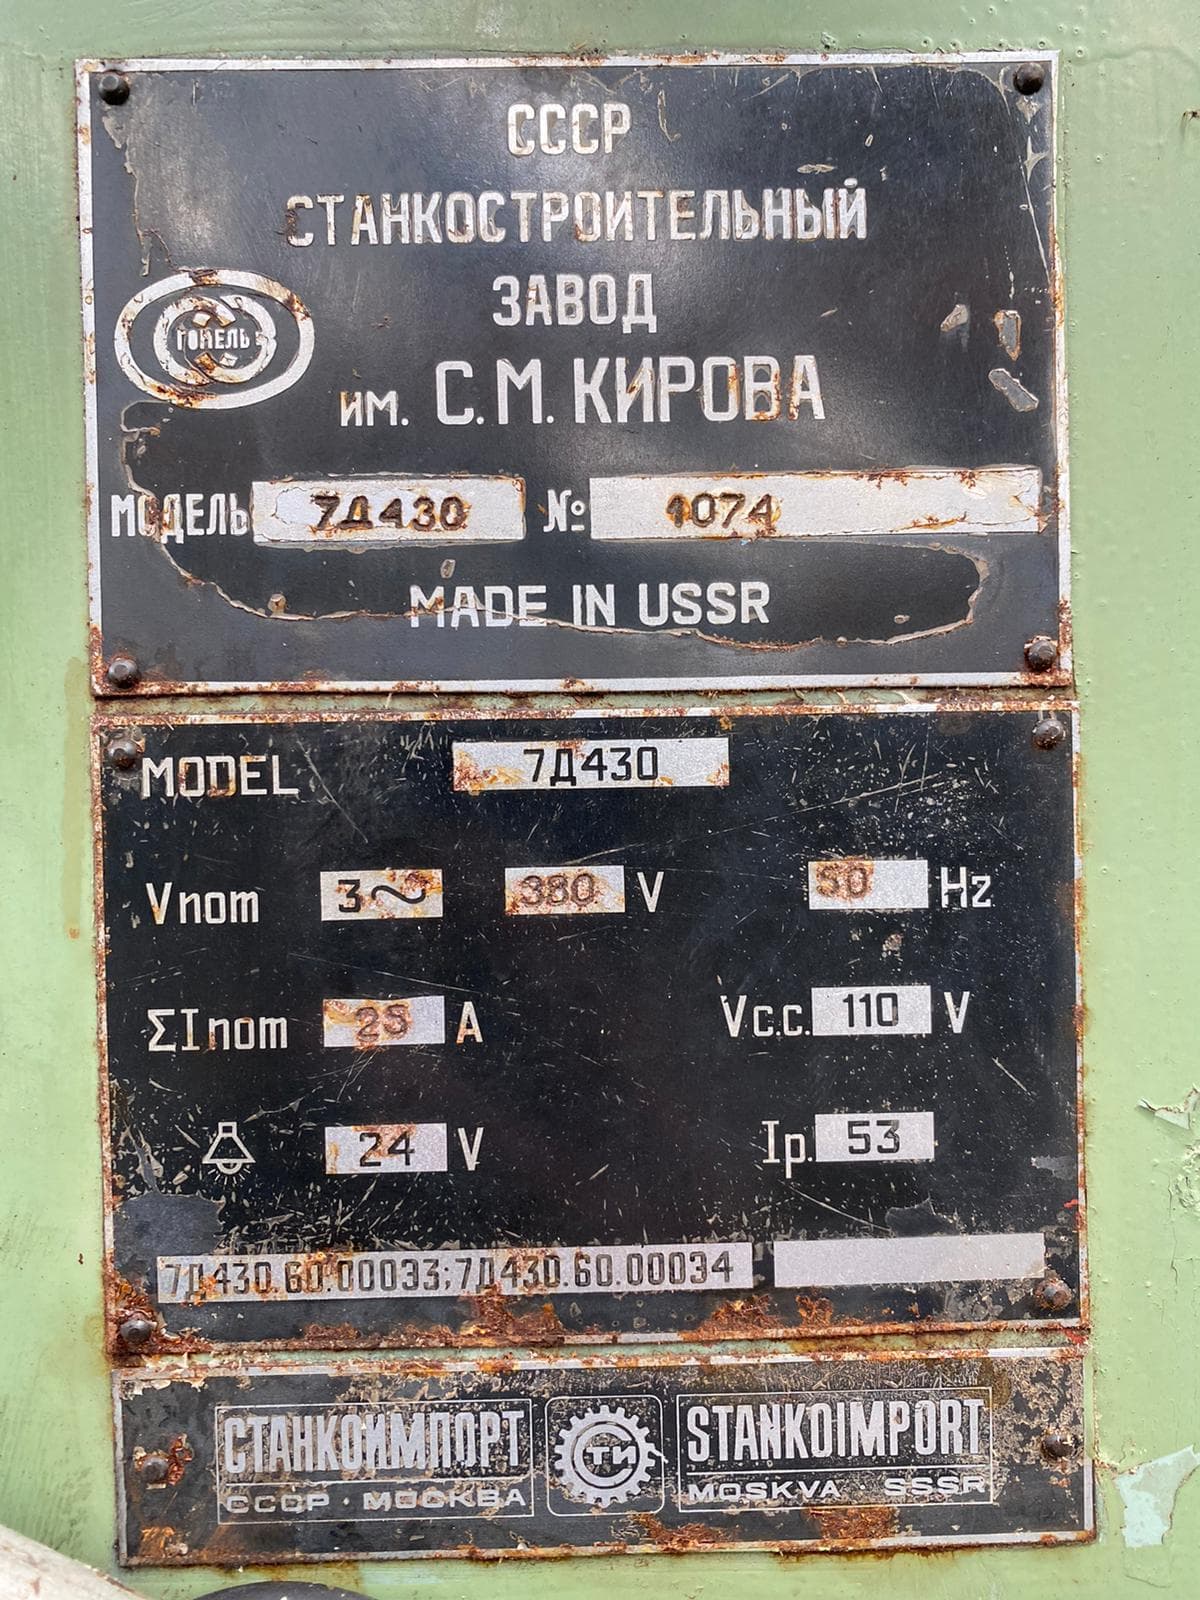 СССР
СТАНКОСТРОИТЕЛЬНЫЙ
ЗАВОД
ГОМЕЛЬ
им. С.М. КИРОВА
МОДЕЛЬ 7Д430 № 1074
MADE IN USSR
MODEL 7Д430
Vnom 3~ 380 V 50 Hz
ΣInom 25 A Vc.c. 110 V
24 V Ip. 53
7Д430.60.00033;7Д430.60.00034
СТАНКОИМПОРТ СТИ STANKOIMPORT
СССР · МОСКВА MOSKVA · SSSR